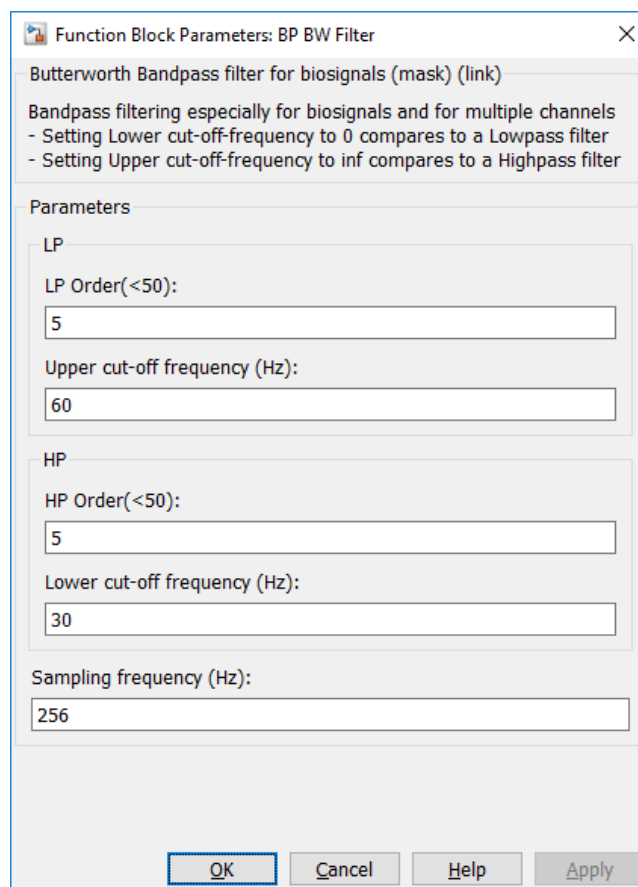 Function Block Parameters: BP BW Filter
Butterworth Bandpass filter for biosignals (mask) (link)
Bandpass filtering especially for biosignals and for multiple channels
- Setting Lower cut-off-frequency to 0 compares to a Lowpass filter
- Setting Upper cut-off-frequency to inf compares to a Highpass filter
Parameters
LP
LP Order(<50):
5
Upper cut-off frequency (Hz):
60
HP
HP Order(<50):
5
Lower cut-off frequency (Hz):
30
Sampling frequency (Hz):
256
OK Cancel Help Apply